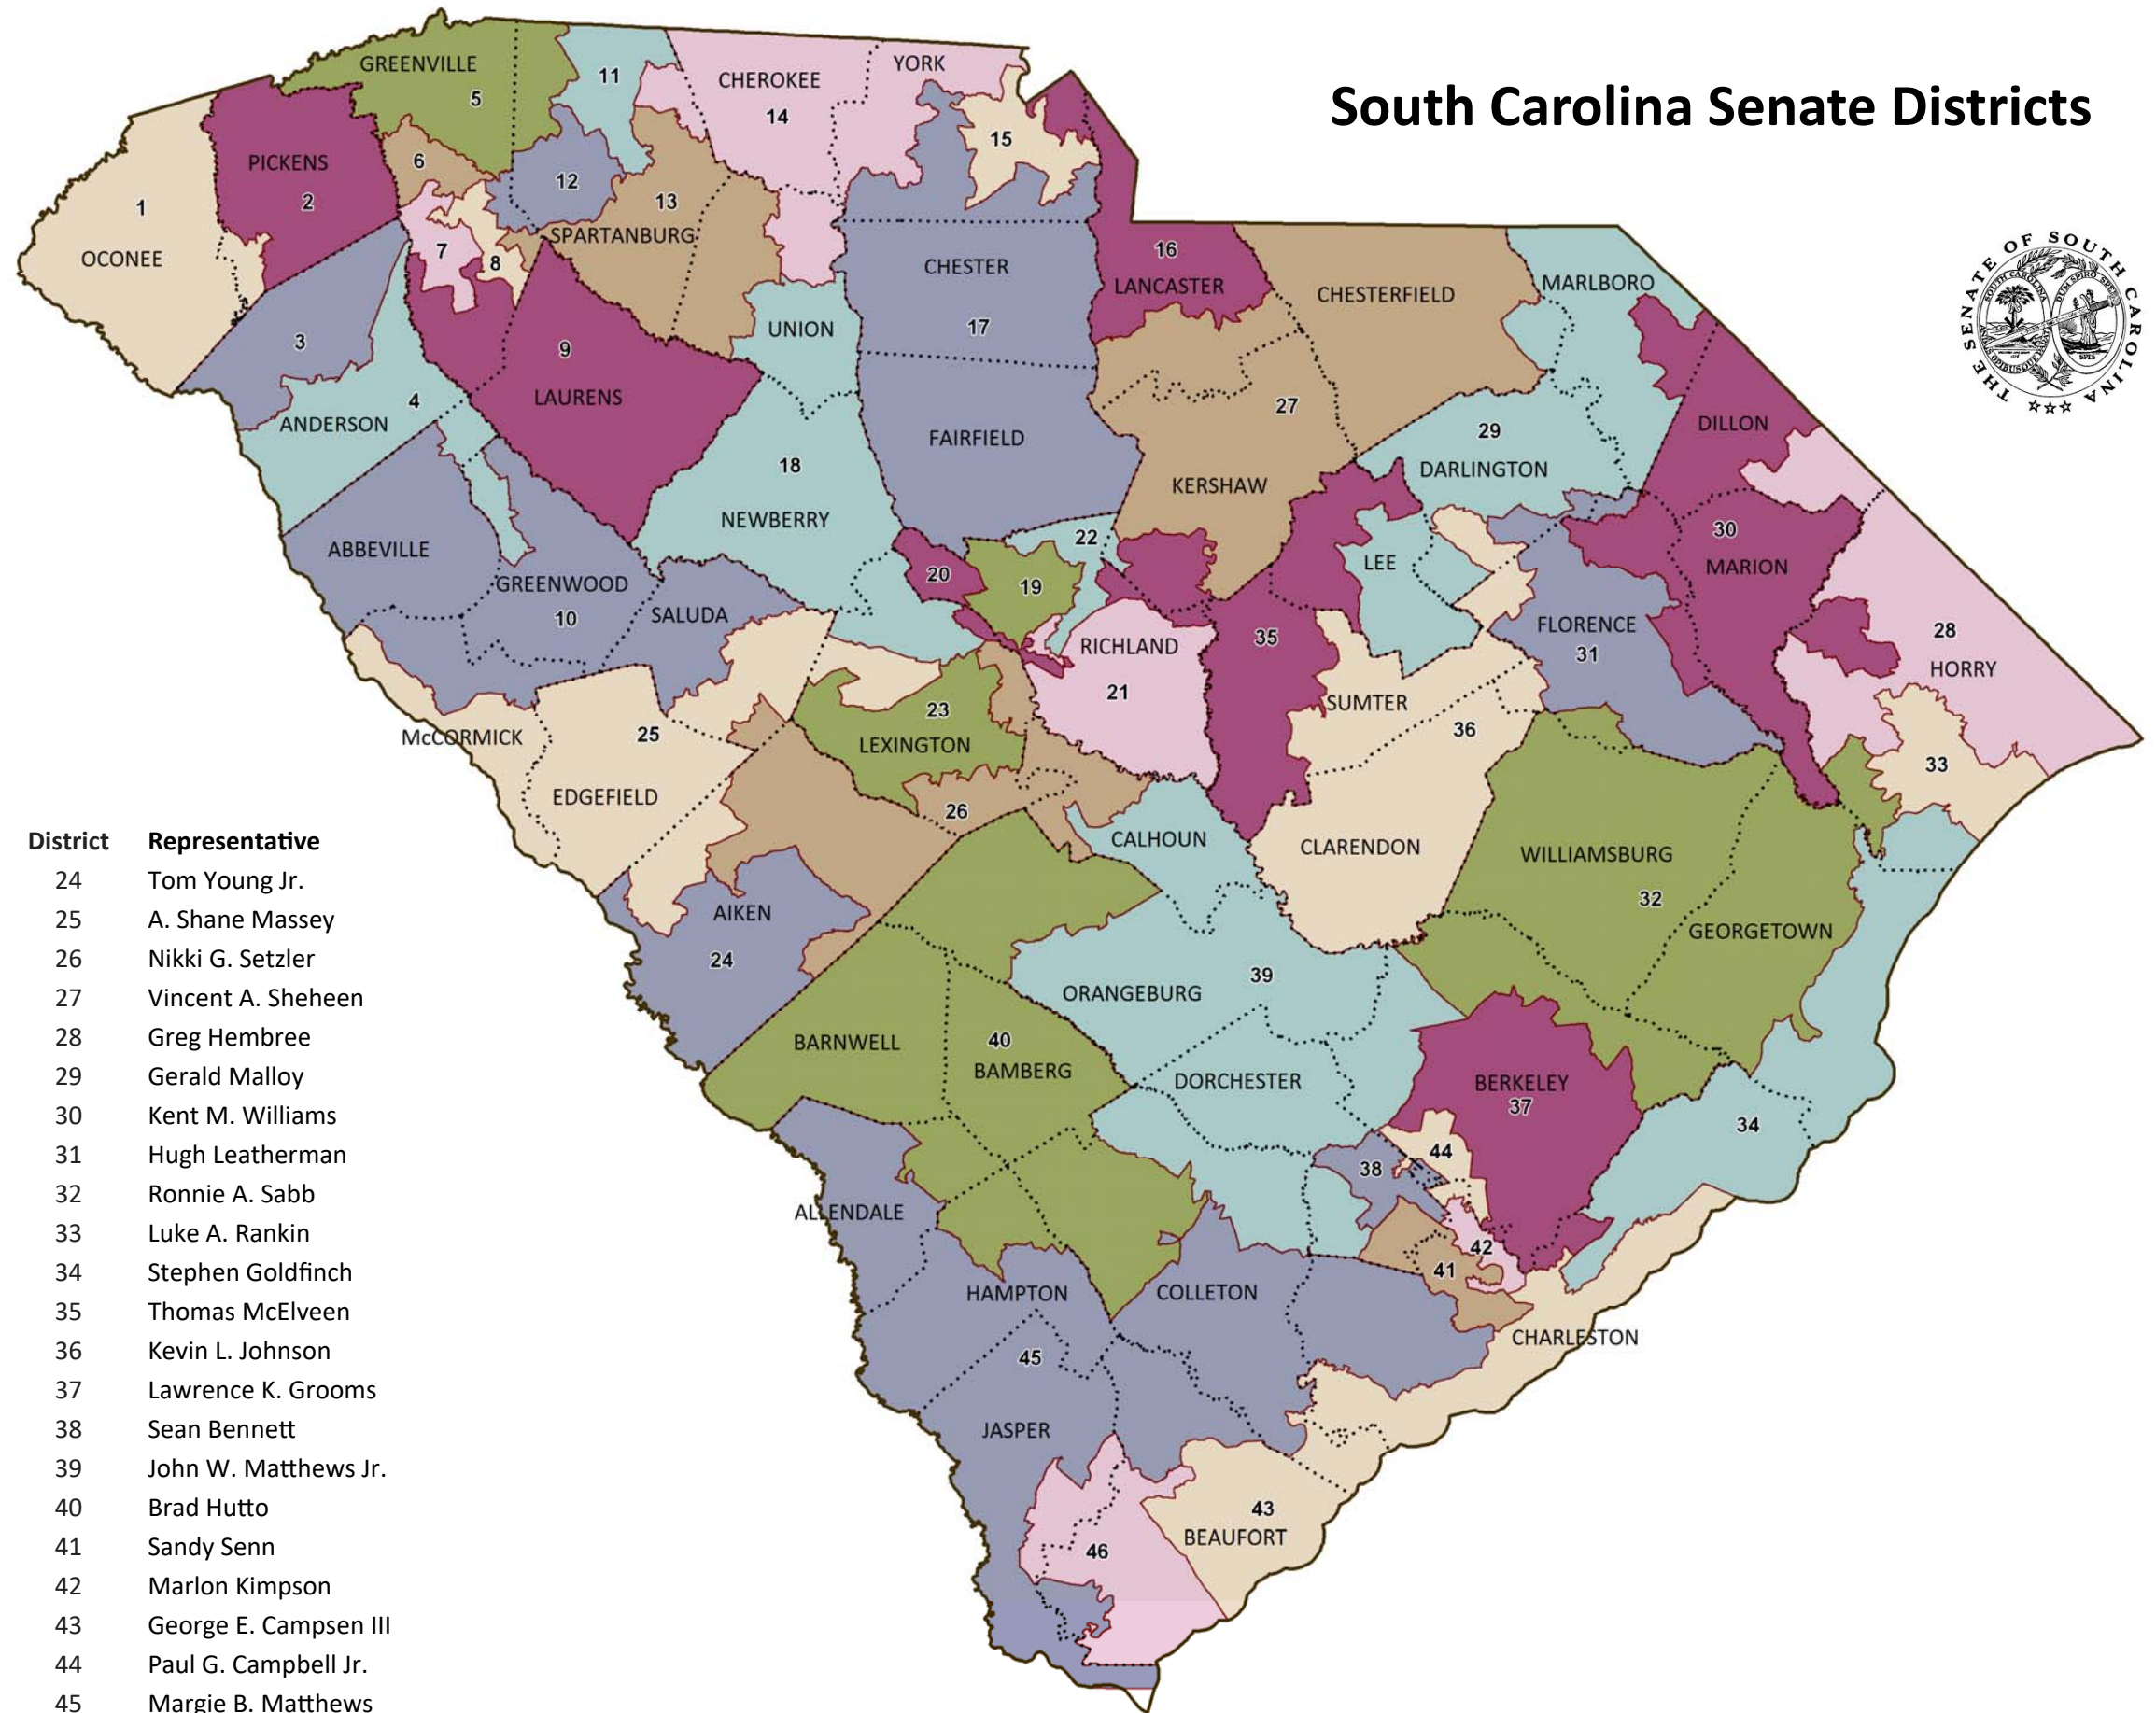 South Carolina Senate Districts
GREENVILLE
5
11
CHEROKEE
14
YORK
15
PICKENS
2
6
12
13
SPARTANBURG
1
OCONEE
7
8
16
LANCASTER
CHESTER
17
CHESTERFIELD
MARLBORO
THE SENATE OF SOUTH CAROLINA
3
UNION
9
LAURENS
4
ANDERSON
27
29
DARLINGTON
DILLON
FAIRFIELD
18
NEWBERRY
KERSHAW
22
30
MARION
ABBEVILLE
GREENWOOD
10
SALUDA
20
19
LEE
FLORENCE
31
28
HORRY
RICHLAND
21
35
SUMTER
36
McCORMICK
25
23
LEXINGTON
33
EDGEFIELD
26
CALHOUN
CLARENDON
WILLIAMSBURG
32
GEORGETOWN
AIKEN
24
39
ORANGEBURG
BARNWELL
40
BAMBERG
DORCHESTER
BERKELEY
37
34
44
38
ALLENDALE
42
41
HAMPTON
COLLETON
CHARLESTON
45
JASPER
43
BEAUFORT
46
District Representative
24 Tom Young Jr.
25 A. Shane Massey
26 Nikki G. Setzler
27 Vincent A. Sheheen
28 Greg Hembree
29 Gerald Malloy
30 Kent M. Williams
31 Hugh Leatherman
32 Ronnie A. Sabb
33 Luke A. Rankin
34 Stephen Goldfinch
35 Thomas McElveen
36 Kevin L. Johnson
37 Lawrence K. Grooms
38 Sean Bennett
39 John W. Matthews Jr.
40 Brad Hutto
41 Sandy Senn
42 Marlon Kimpson
43 George E. Campsen III
44 Paul G. Campbell Jr.
45 Margie B. Matthews